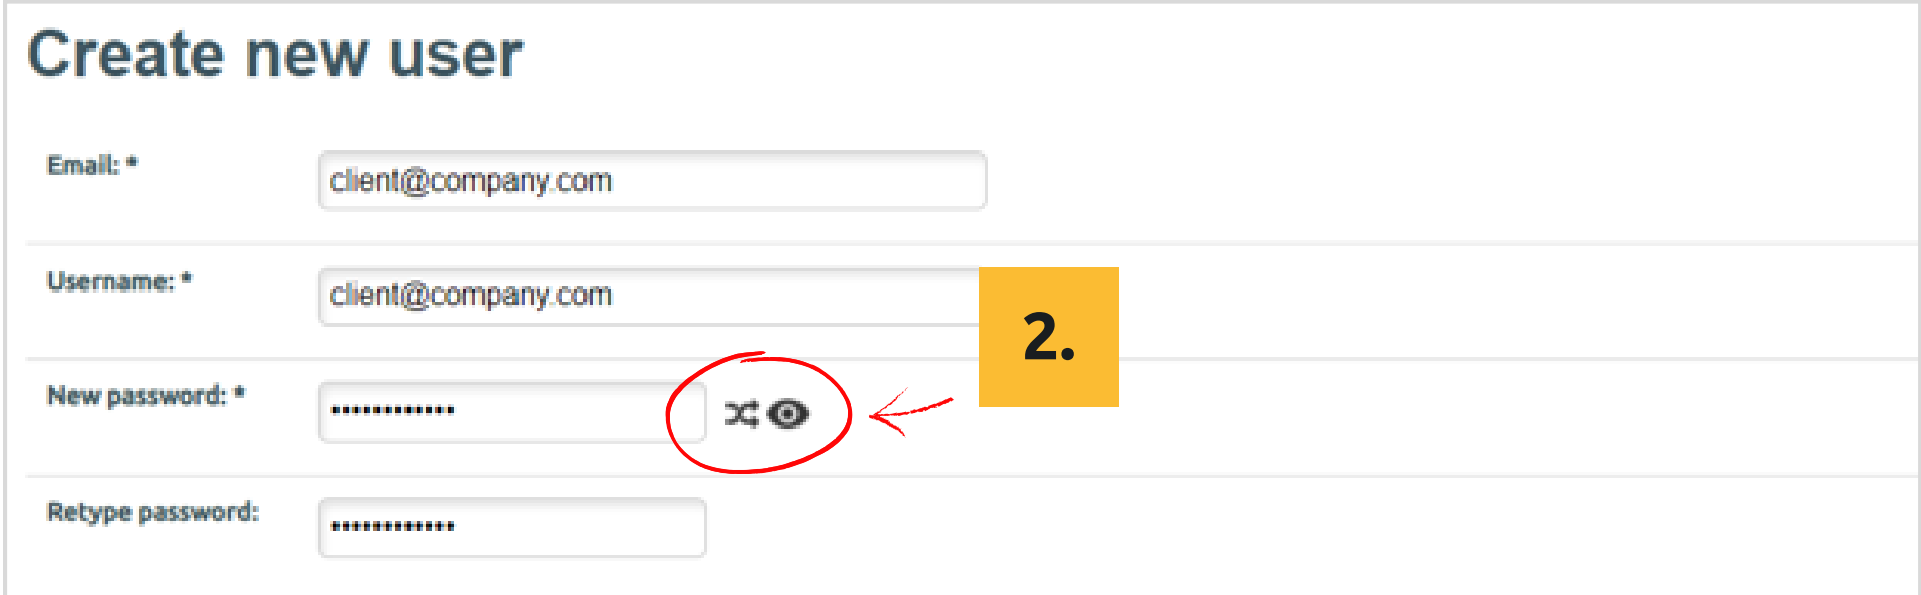 Create new user
Email: *
client@company.com
Username: *
client@company.com
2.
New password: *
••••••••••••
Retype password:
••••••••••••